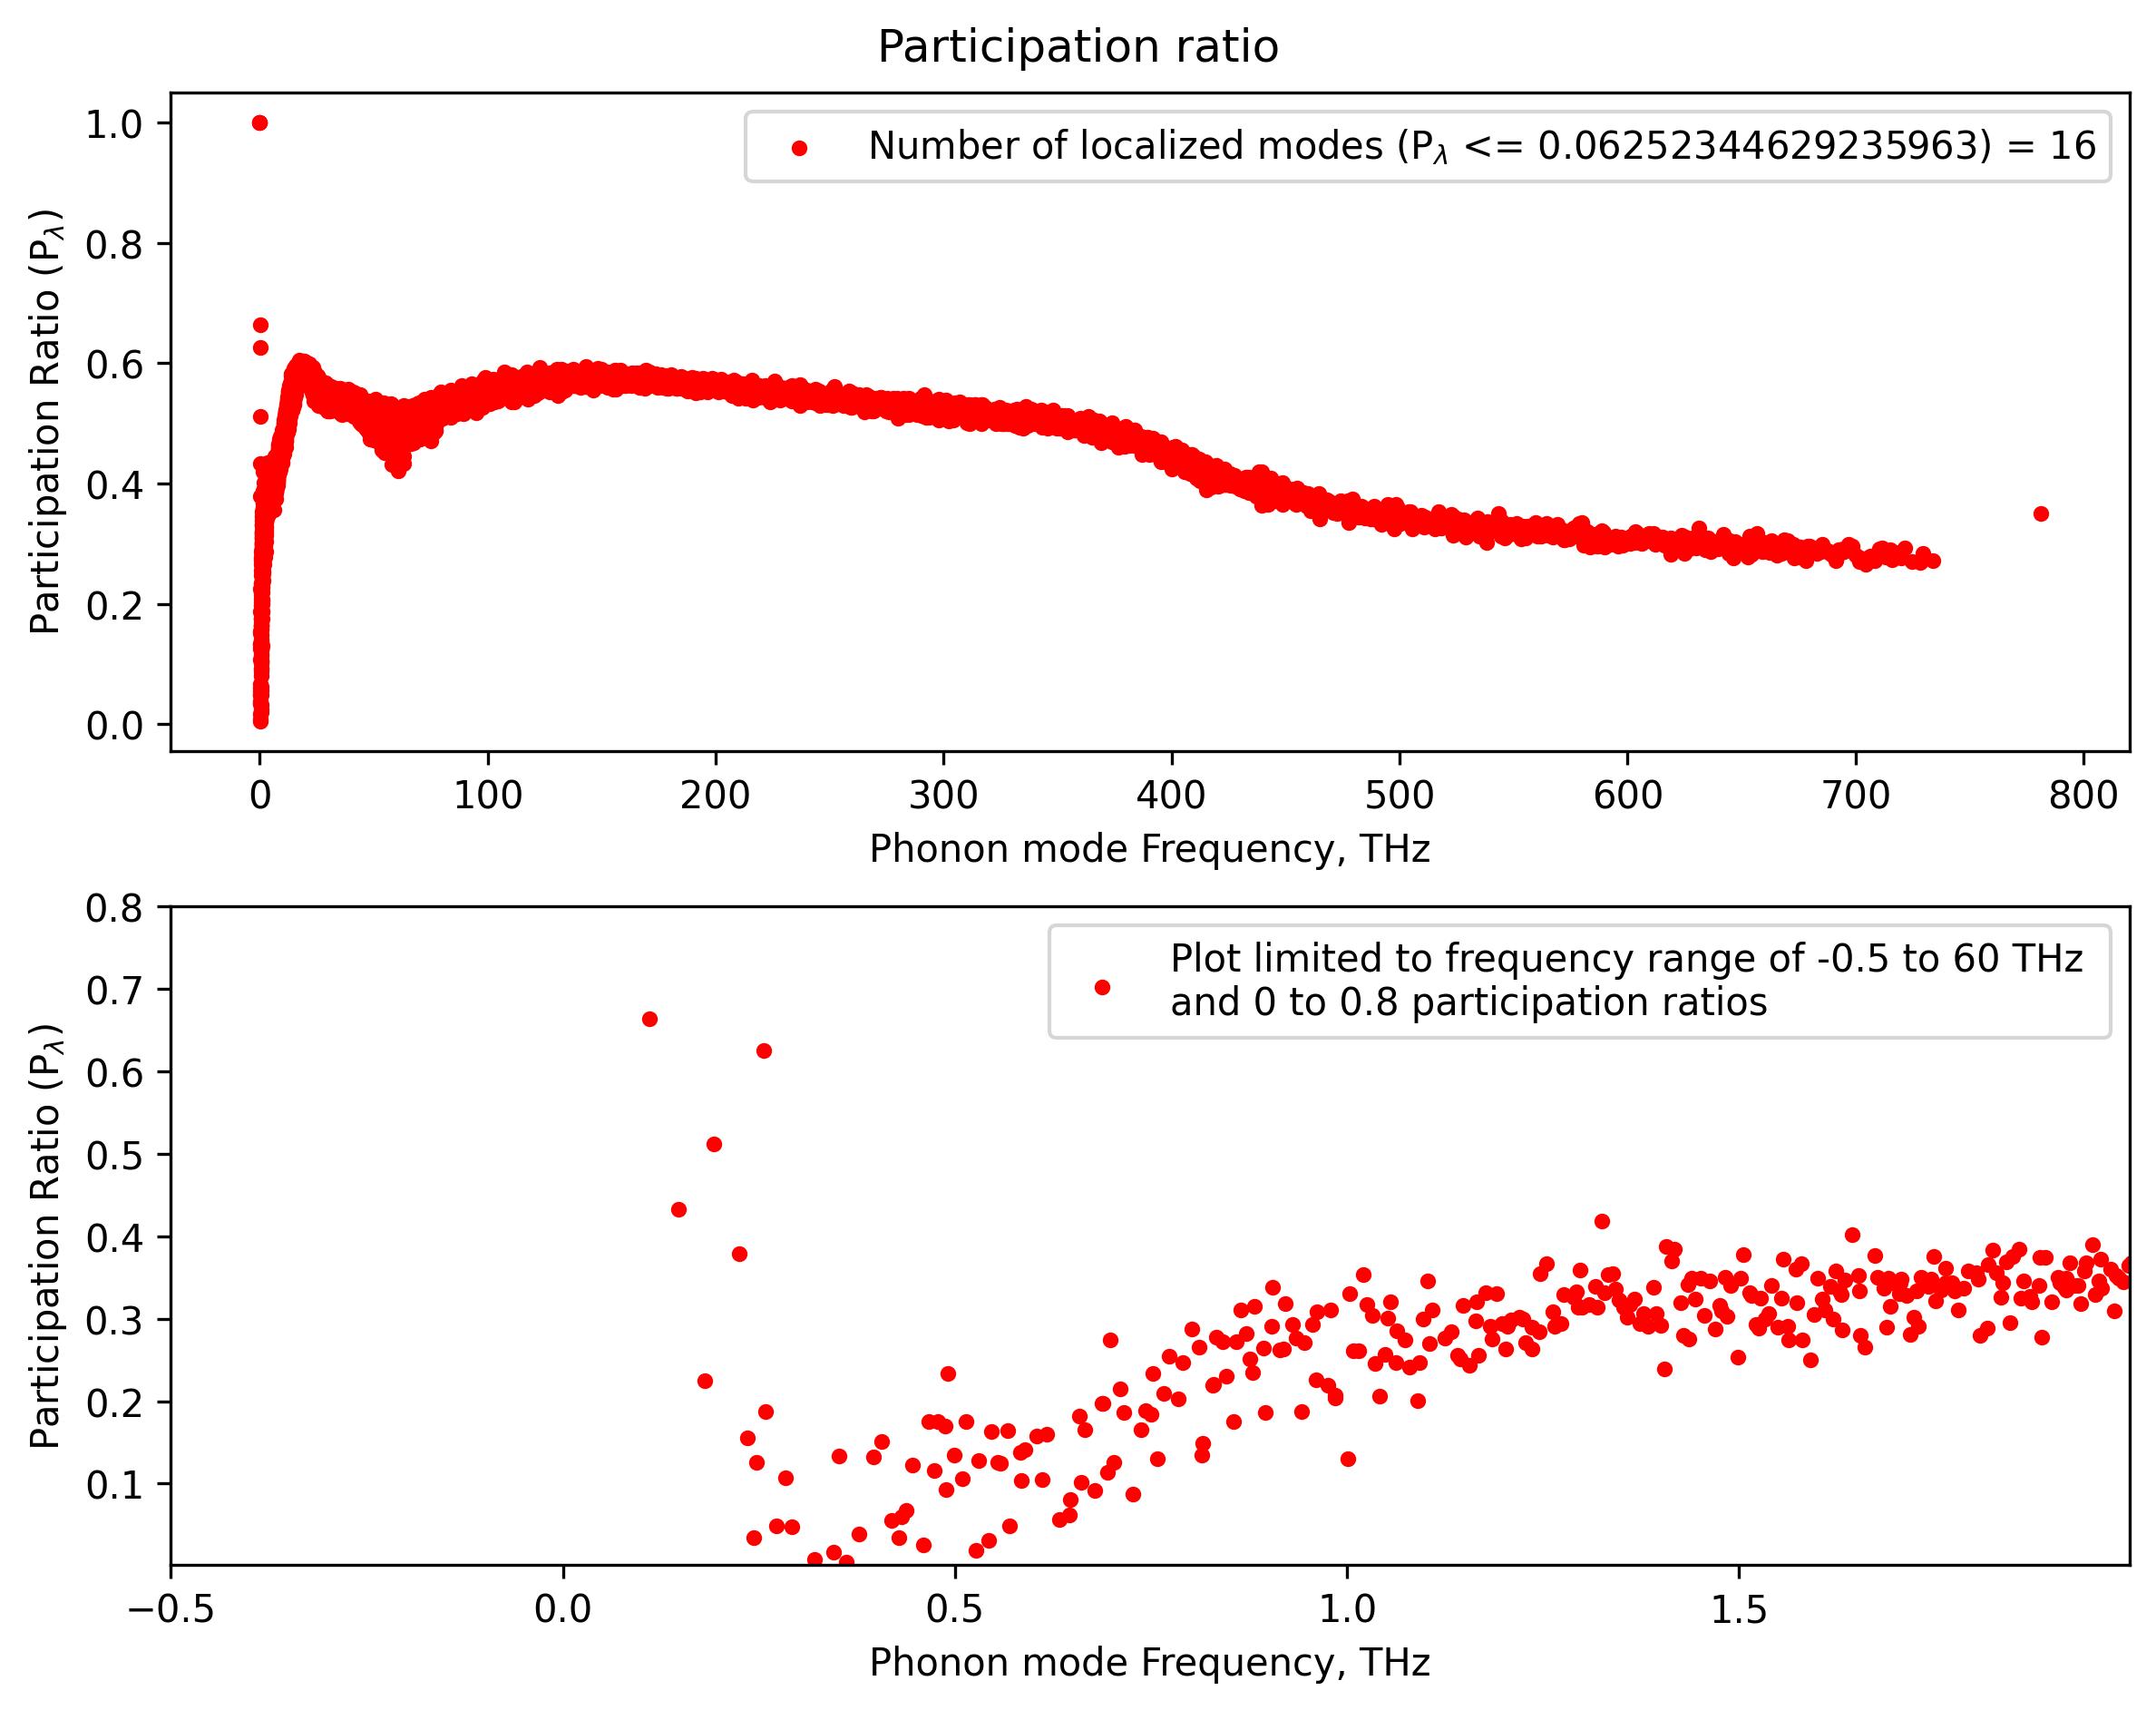 Participation ratio
Number of localized modes (Pλ <= 0.06252344629235963) = 16
Participation Ratio (Pλ)
1.0
0.8
0.6
0.4
0.2
0.0
0 100 200 300 400 500 600 700 800
Phonon mode Frequency, THz
Plot limited to frequency range of -0.5 to 60 THz
and 0 to 0.8 participation ratios
Participation Ratio (Pλ)
0.8
0.7
0.6
0.5
0.4
0.3
0.2
0.1
−0.5 0.0 0.5 1.0 1.5
Phonon mode Frequency, THz